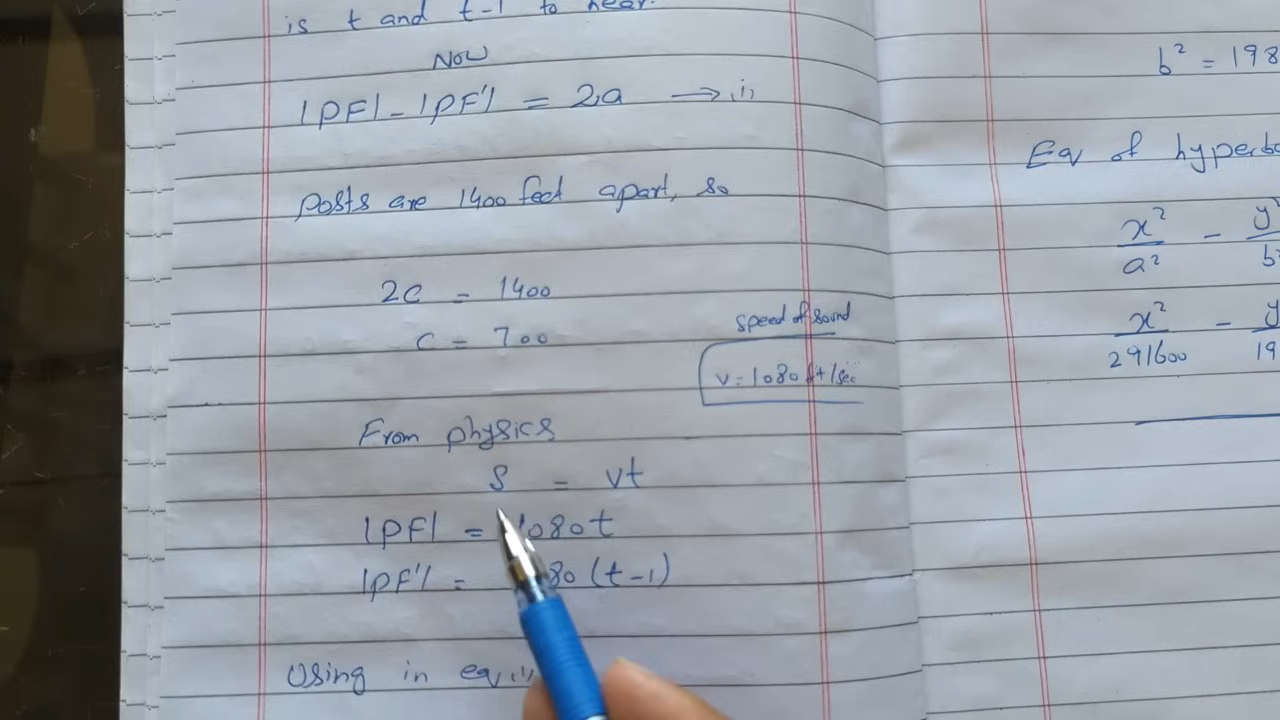 is t and t-1 to hear.
Now
|PF| - |PF'| = 2a → (i)
Posts are 1400 feet apart, so
2c = 1400
c = 700
speed of sound
v = 1080 ft/sec
From physics
S = vt
|PF| = 1080t
|PF'| = 80 (t-1)
Using in eq (i)
b² = 198
Eq of hyperbo
x²/a² - y/b²
x²/291600 - y/19